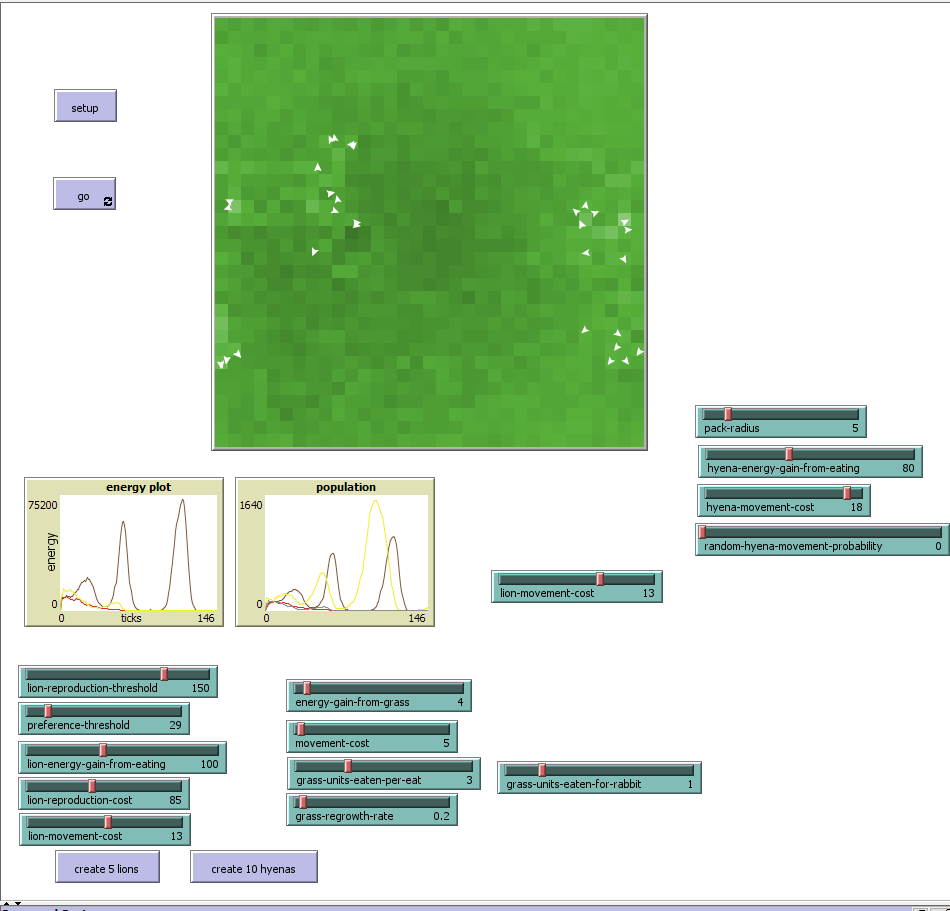 setup
go
pack-radius 5
hyena-energy-gain-from-eating 80
hyena-movement-cost 18
random-hyena-movement-probability 0
energy plot
75200
energy
0
0 ticks 146
population
1640
0
0 146
lion-movement-cost 13
lion-reproduction-threshold 150
preference-threshold 29
lion-energy-gain-from-eating 100
lion-reproduction-cost 85
lion-movement-cost 13
energy-gain-from-grass 4
movement-cost 5
grass-units-eaten-per-eat 3
grass-regrowth-rate 0.2
grass-units-eaten-for-rabbit 1
create 5 lions
create 10 hyenas